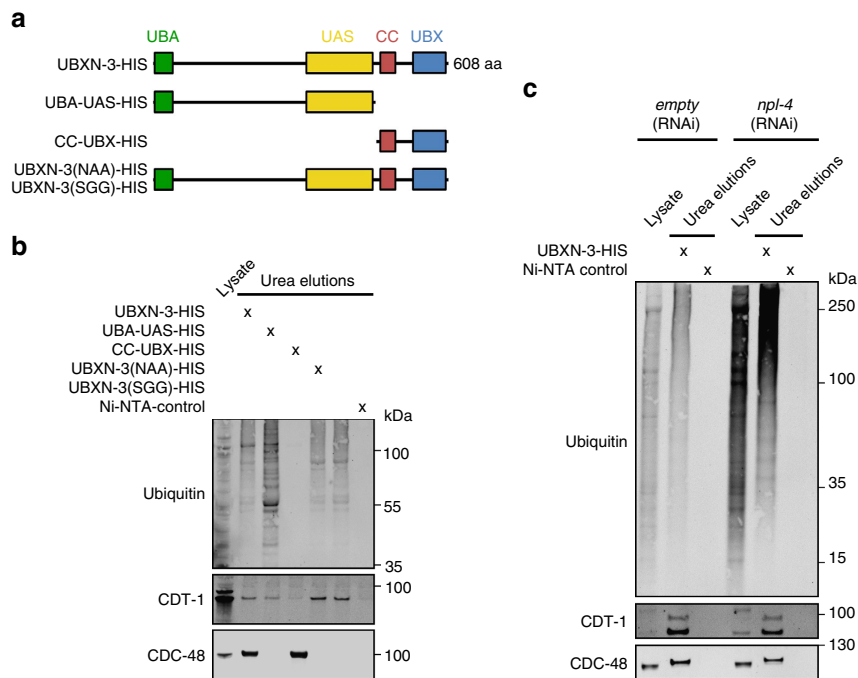 a
UBA UAS CC UBX
UBXN-3-HIS 608 aa
UBA-UAS-HIS
CC-UBX-HIS
UBXN-3(NAA)-HIS
UBXN-3(SGG)-HIS
b
Lysate Urea elutions
UBXN-3-HIS x
UBA-UAS-HIS x
CC-UBX-HIS x
UBXN-3(NAA)-HIS x
UBXN-3(SGG)-HIS
Ni-NTA-control x
kDa
Ubiquitin
100
55
35
CDT-1
100
CDC-48
100
c
empty (RNAi)
npl-4 (RNAi)
Lysate Urea elutions Lysate Urea elutions
UBXN-3-HIS x x
Ni-NTA control x x
kDa
Ubiquitin
250
100
35
15
CDT-1
100
130
CDC-48